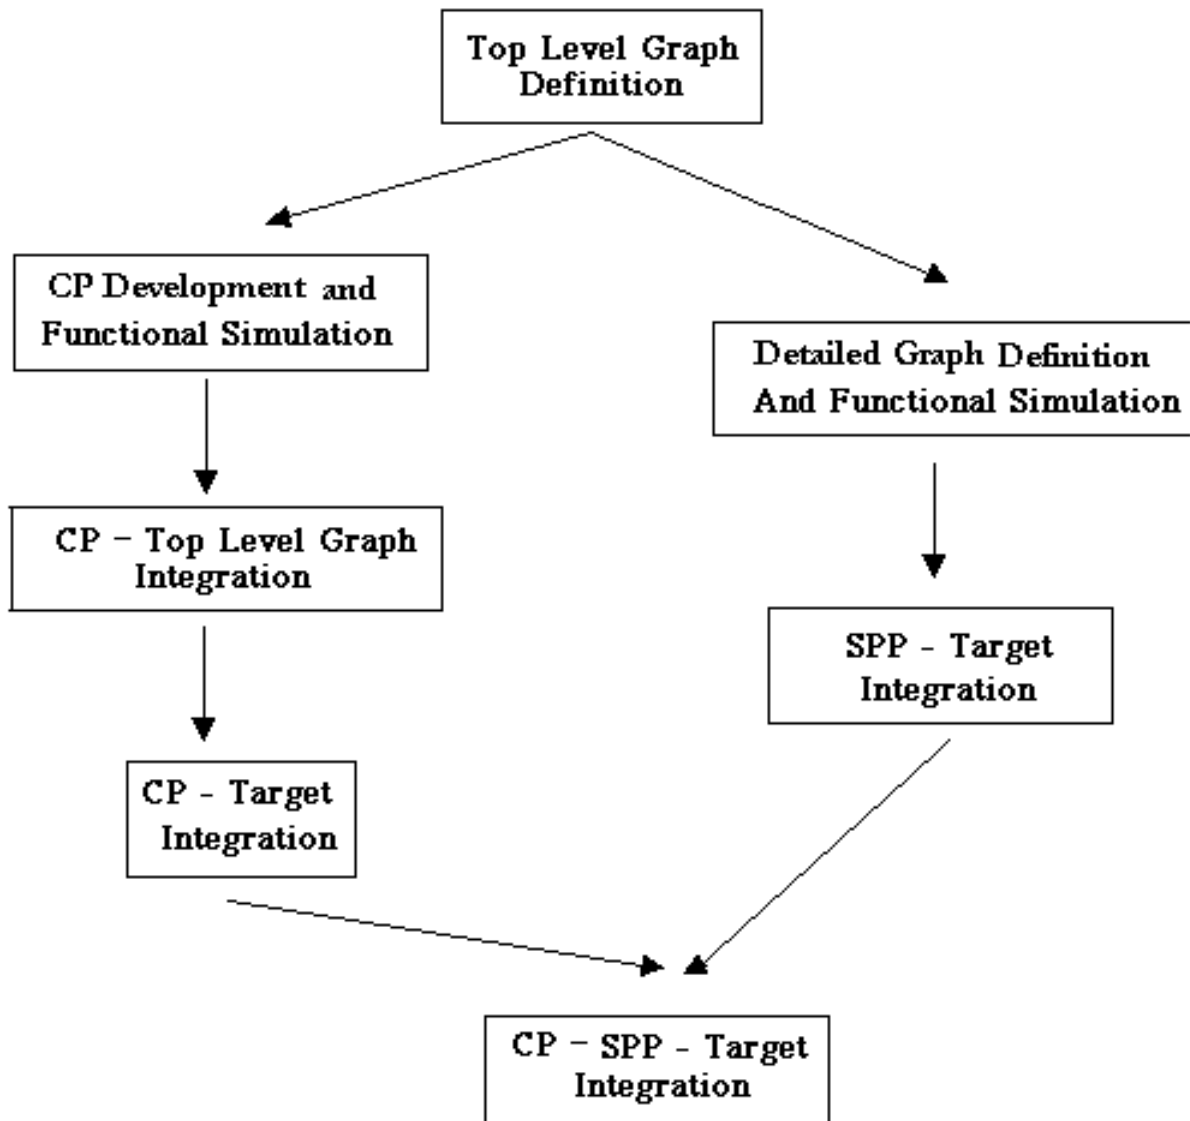 Top Level Graph
Definition
CP Development and
Functional Simulation
Detailed Graph Definition
And Functional Simulation
CP – Top Level Graph
Integration
SPP - Target
Integration
CP - Target
Integration
CP – SPP - Target
Integration